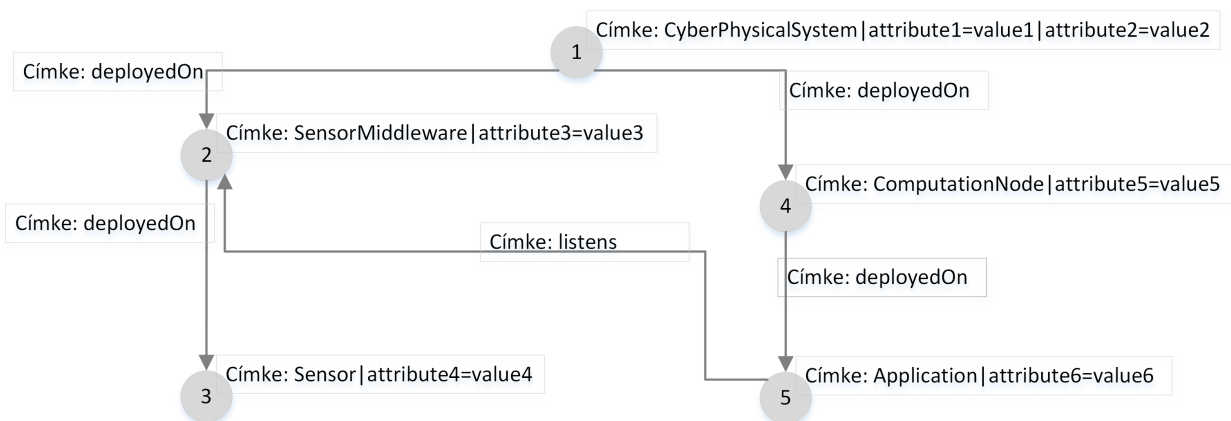 Címke: CyberPhysicalSystem|attribute1=value1|attribute2=value2
1
Címke: deployedOn
Címke: deployedOn
Címke: SensorMiddleware|attribute3=value3
2
Címke: ComputationNode|attribute5=value5
4
Címke: deployedOn
Címke: listens
Címke: deployedOn
Címke: Sensor|attribute4=value4
3
Címke: Application|attribute6=value6
5